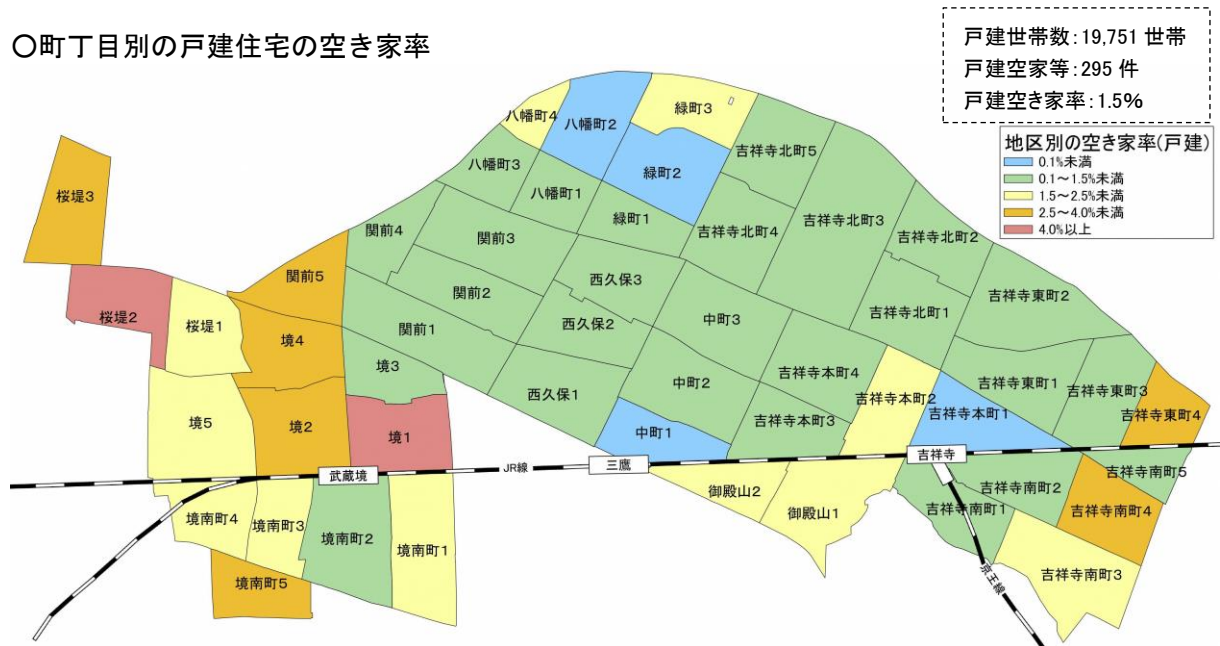 〇町丁目別の戸建住宅の空き家率
戸建世帯数:19,751 世帯
戸建空家等:295 件
戸建空き家率:1.5%
地区別の空き家率(戸建)
0.1%未満
0.1～1.5%未満
1.5～2.5%未満
2.5～4.0%未満
4.0%以上
八幡町4
八幡町2
緑町3
八幡町3
八幡町1
緑町2
緑町1
吉祥寺北町5
吉祥寺北町3
吉祥寺北町4
吉祥寺北町2
吉祥寺北町1
桜堤3
桜堤2
桜堤1
関前5
関前4
関前3
関前2
関前1
西久保3
西久保2
西久保1
中町3
中町2
中町1
吉祥寺東町2
吉祥寺東町1
吉祥寺東町3
吉祥寺東町4
吉祥寺本町4
吉祥寺本町3
吉祥寺本町2
吉祥寺本町1
境4
境3
境5
境2
境1
武蔵境
JR線
三鷹
吉祥寺
境南町4
境南町3
境南町2
境南町1
境南町5
御殿山2
御殿山1
吉祥寺南町5
吉祥寺南町2
吉祥寺南町1
吉祥寺南町4
吉祥寺南町3
京王線